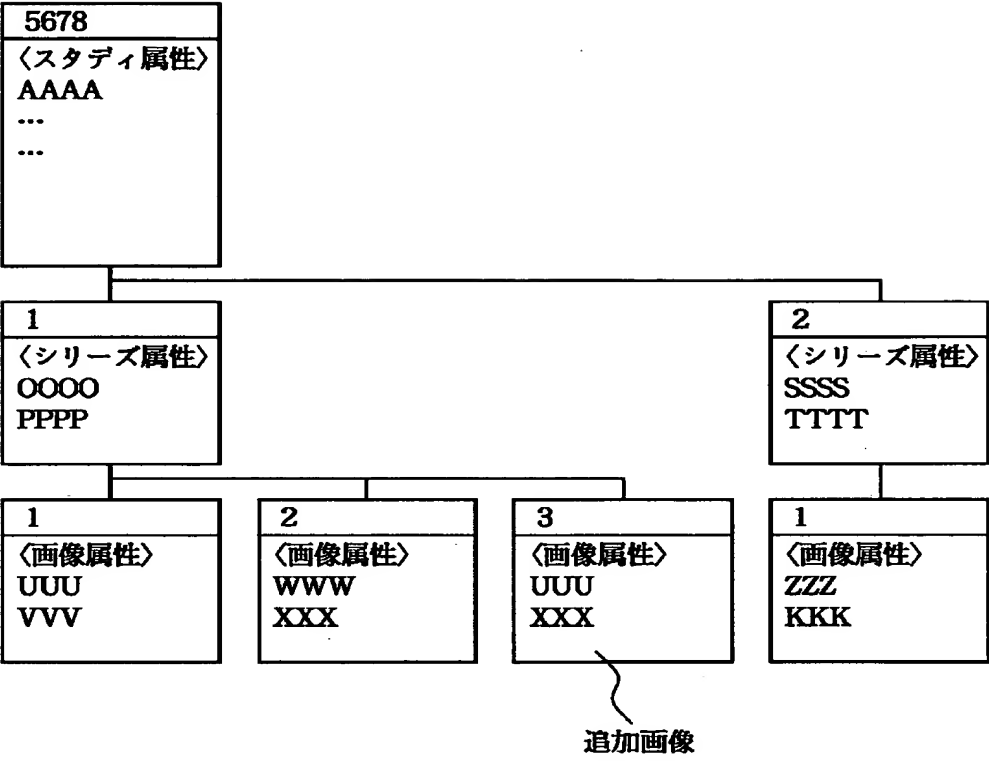 5678
〈スタディ属性〉
AAAA
…
…
1
〈シリーズ属性〉
OOOO
PPPP
2
〈シリーズ属性〉
SSSS
TTTT
1
〈画像属性〉
UUU
VVV
2
〈画像属性〉
WWW
XXX
3
〈画像属性〉
UUU
XXX
1
〈画像属性〉
ZZZ
KKK
追加画像